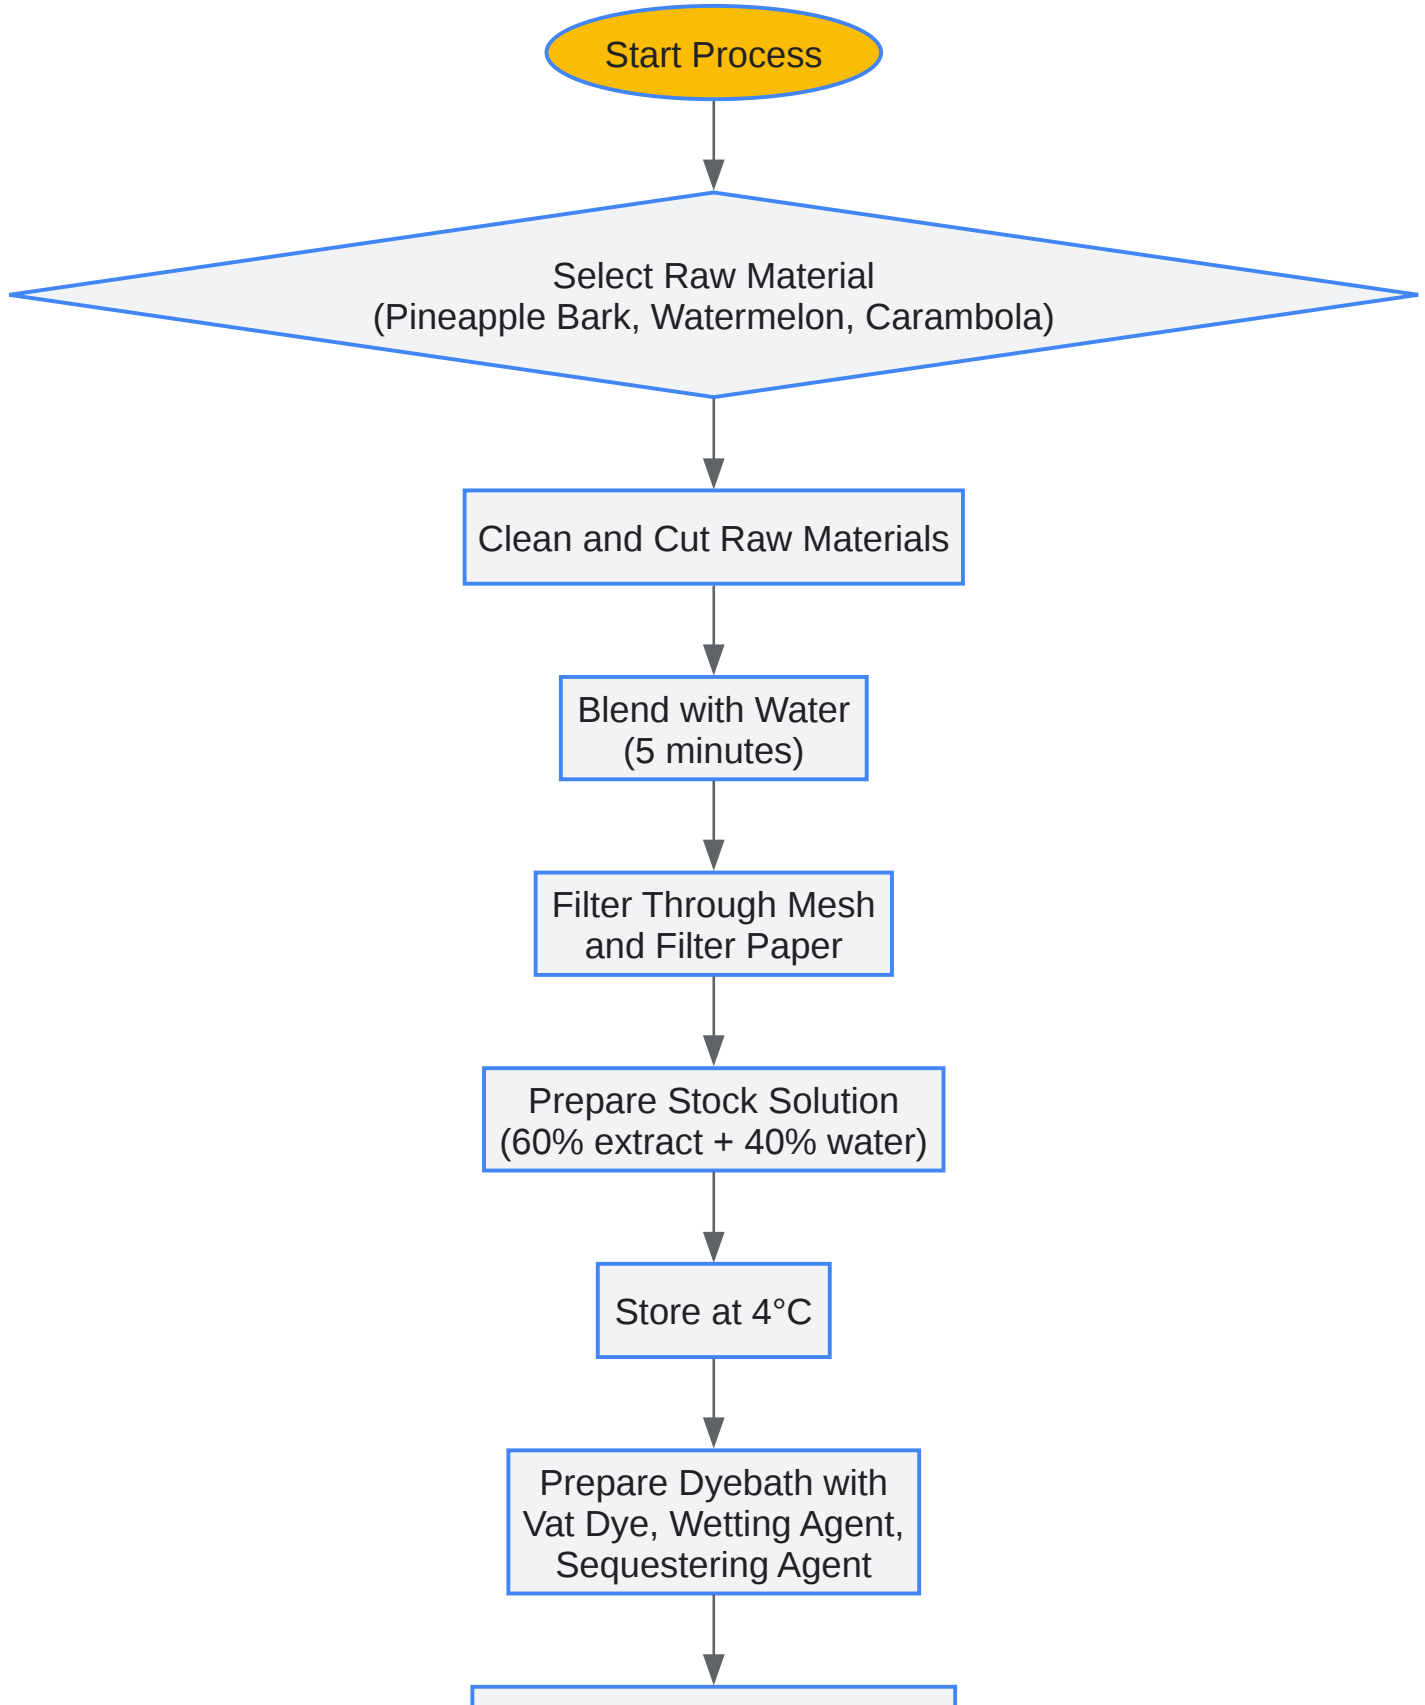 Start Process
Select Raw Material
(Pineapple Bark, Watermelon, Carambola)
Clean and Cut Raw Materials
Blend with Water
(5 minutes)
Filter Through Mesh
and Filter Paper
Prepare Stock Solution
(60% extract + 40% water)
Store at 4°C
Prepare Dyebath with
Vat Dye, Wetting Agent,
Sequestering Agent